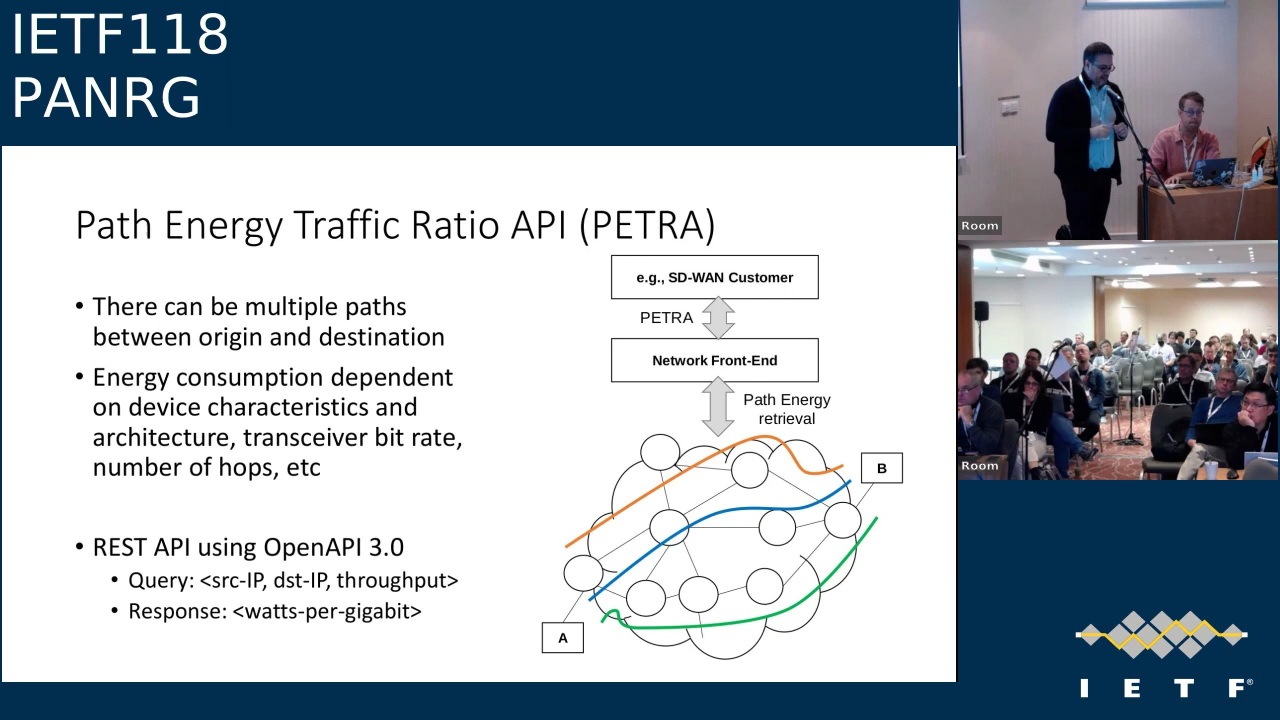 IETF118
PANRG
Path Energy Traffic Ratio API (PETRA)
• There can be multiple paths
between origin and destination
• Energy consumption dependent
on device characteristics and
architecture, transceiver bit rate,
number of hops, etc
• REST API using OpenAPI 3.0
• Query: <src-IP, dst-IP, throughput>
• Response: <watts-per-gigabit>
e.g., SD-WAN Customer
PETRA
Network Front-End
Path Energy
retrieval
B
A
Room
Room
I E T F®